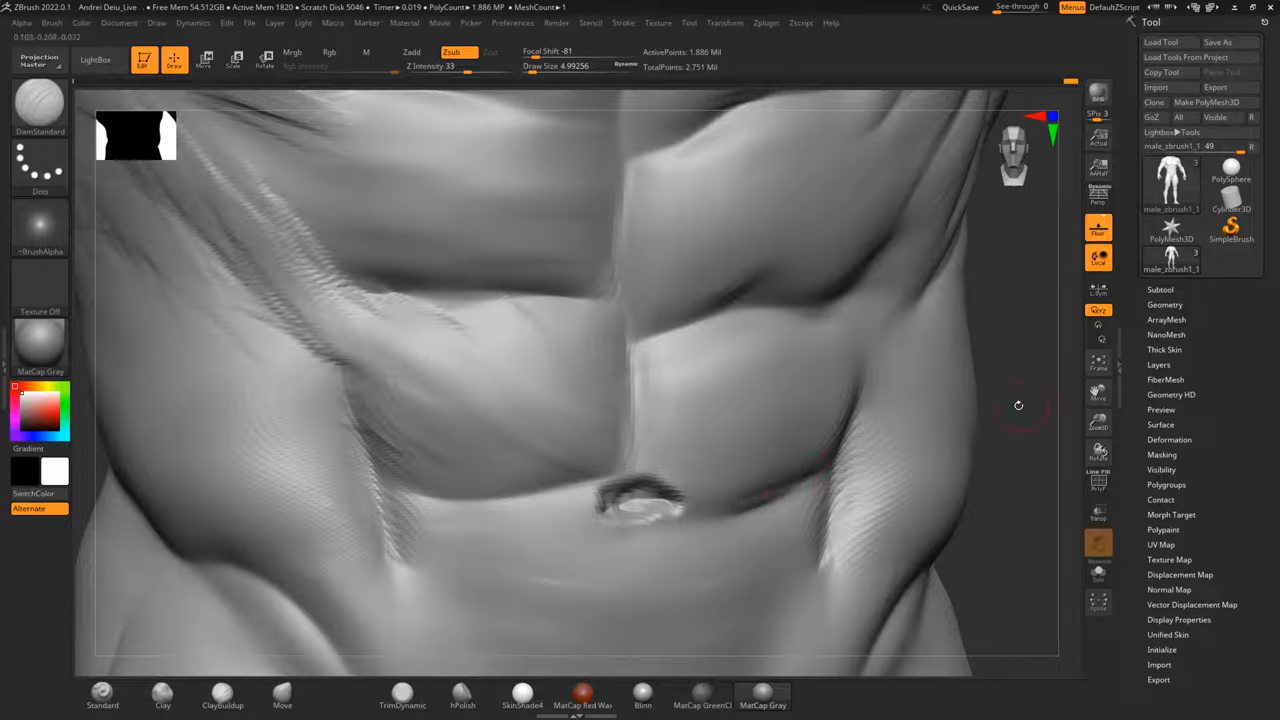 ZBrush 2022.0.1 Andrei Deiu_Live • Free Mem 54.512GB • Active Mem 1820 • Scratch Disk 5046 • Timer▶0.019 • PolyCount▶1.886 MP • MeshCount▶1 AC QuickSave See-through 0 Menus DefaultZScript
Alpha Brush Color Document Draw Dynamics Edit File Layer Light Macro Marker Material Movie Picker Preferences Render Stencil Stroke Texture Tool Transform Zplugin Zscript Help
Projection Master
LightBox
Edit
Draw
Move
Scale
Rotate
Mrgb Rgb M
Rgb Intensity
Zadd Zsub Zcut
Z Intensity 33
Focal Shift -81
Draw Size 4.99256
Dynamic
ActivePoints: 1.886 Mil
TotalPoints: 2.751 Mil
DamStandard
Dots
~BrushAlpha
Texture Off
MatCap Gray
Gradient
SwitchColor
Alternate
BPR
SPix 3
Actual
AAHalf
Dynamic
Persp
Floor
Local
L.Sym
Frame
Move
Zoom3D
Rotate
Line Fill
PolyF
Transp
Solo
Xpose
Tool
Load Tool Save As
Load Tools From Project
Copy Tool Paste Tool
Import Export
Clone Make PolyMesh3D
GoZ All Visible R
Lightbox▶Tools
male_zbrush1_1. 49 R
3
male_zbrush1_1
PolySphere
Cylinder3D
PolyMesh3D
SimpleBrush
3
male_zbrush1_1
Subtool
Geometry
ArrayMesh
NanoMesh
Thick Skin
Layers
FiberMesh
Geometry HD
Preview
Surface
Deformation
Masking
Visibility
Polygroups
Contact
Morph Target
Polypaint
UV Map
Texture Map
Displacement Map
Normal Map
Vector Displacement Map
Display Properties
Unified Skin
Initialize
Import
Export
Standard Clay ClayBuildup Move TrimDynamic hPolish SkinShade4 MatCap Red Wax Blinn MatCap GreenCl MatCap Gray